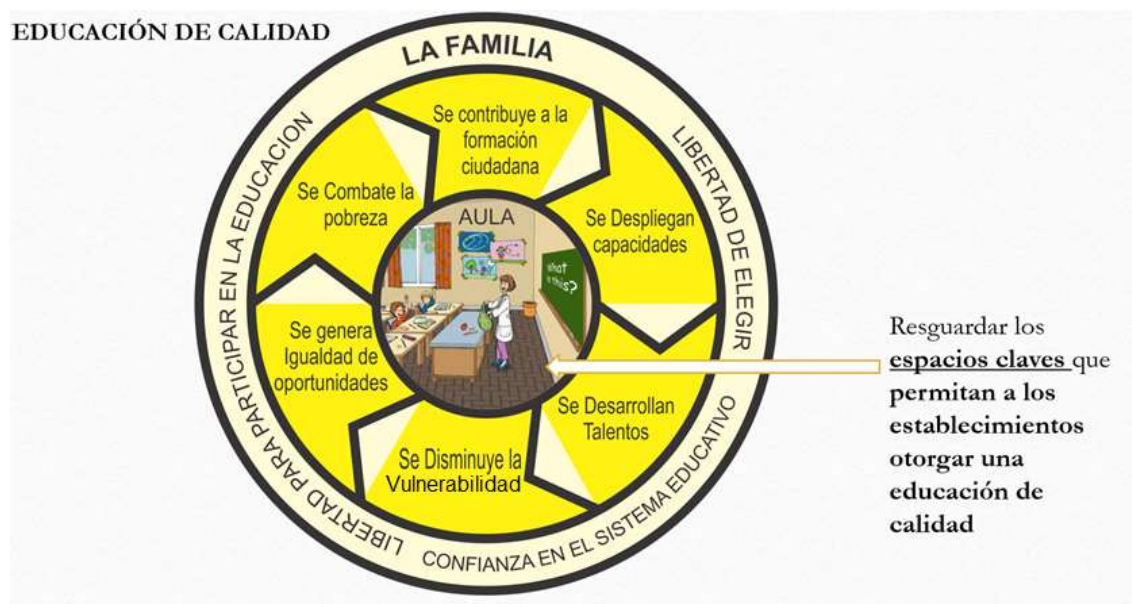 EDUCACIÓN DE CALIDAD
LA FAMILIA
LIBERTAD DE ELEGIR
CONFIANZA EN EL SISTEMA EDUCATIVO
LIBERTAD PARA PARTICIPAR EN LA EDUCACION
Se contribuye a la
formación
ciudadana
Se Despliegan
capacidades
Se Desarrollan
Talentos
Se Disminuye la
Vulnerabilidad
Se genera
Igualdad de
oportunidades
Se Combate la
pobreza
AULA
What
is this?
Resguardar los
espacios claves que
permitan a los
establecimientos
otorgar una
educación de
calidad